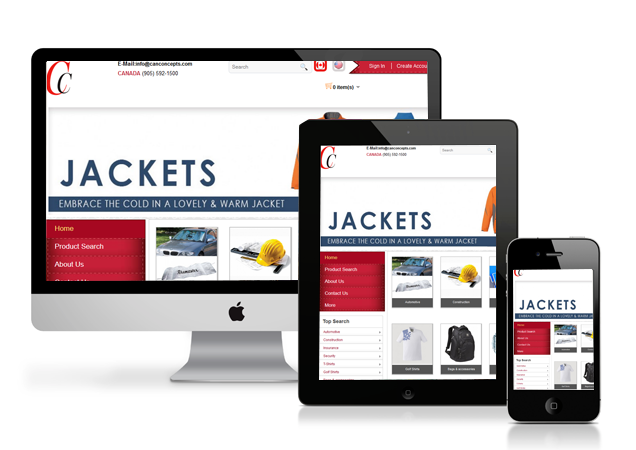 C
C
E-Mail:info@canconcepts.com
CANADA (905) 592-1500
Search
Sign In
Create Accou
0 item(s)
JACKETS
EMBRACE THE COLD IN A LOVELY & WARM JACKET
Home
Product Search
About Us
C
C
E-Mail:info@canconcepts.com
CANADA (905) 592-1500
Search
JACKETS
EMBRACE THE COLD IN A LOVELY & WARM JACKET
Home
Product Search
About Us
Contact Us
More
Automotive
Construction
Top Search
Automotive
Construction
Insurance
Security
T-Shirts
Golf Shirts
Golf Shirts
Bags & accessories
C
C
JACKETS
EMBRACE THE COLD IN A LOVELY & WARM JACKET
Home
Product Search
About Us
Contact Us
More
Top Search